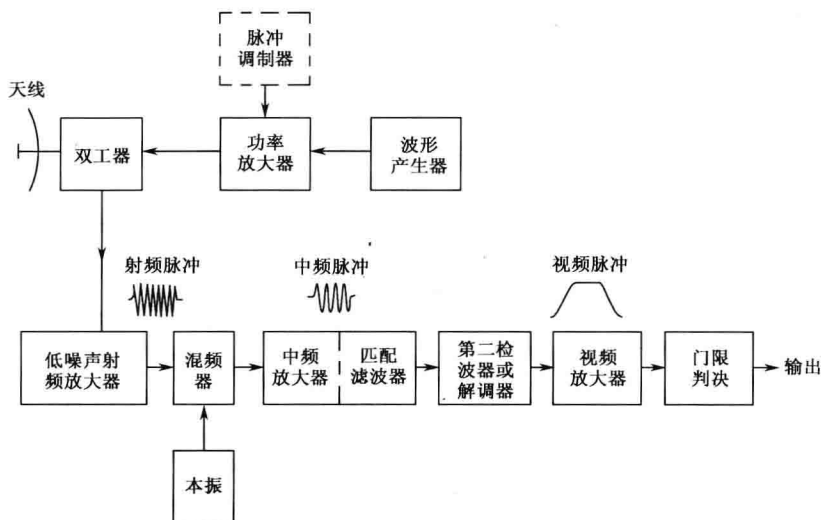 脉冲
调制器
天线
双工器
功率
放大器
波形
产生器
射频脉冲
中频脉冲
视频脉冲
低噪声射
频放大器
混频
器
中频
放大器
匹配
滤波器
第二检
波器或
解调器
视频
放大器
门限
判决
输出
本振